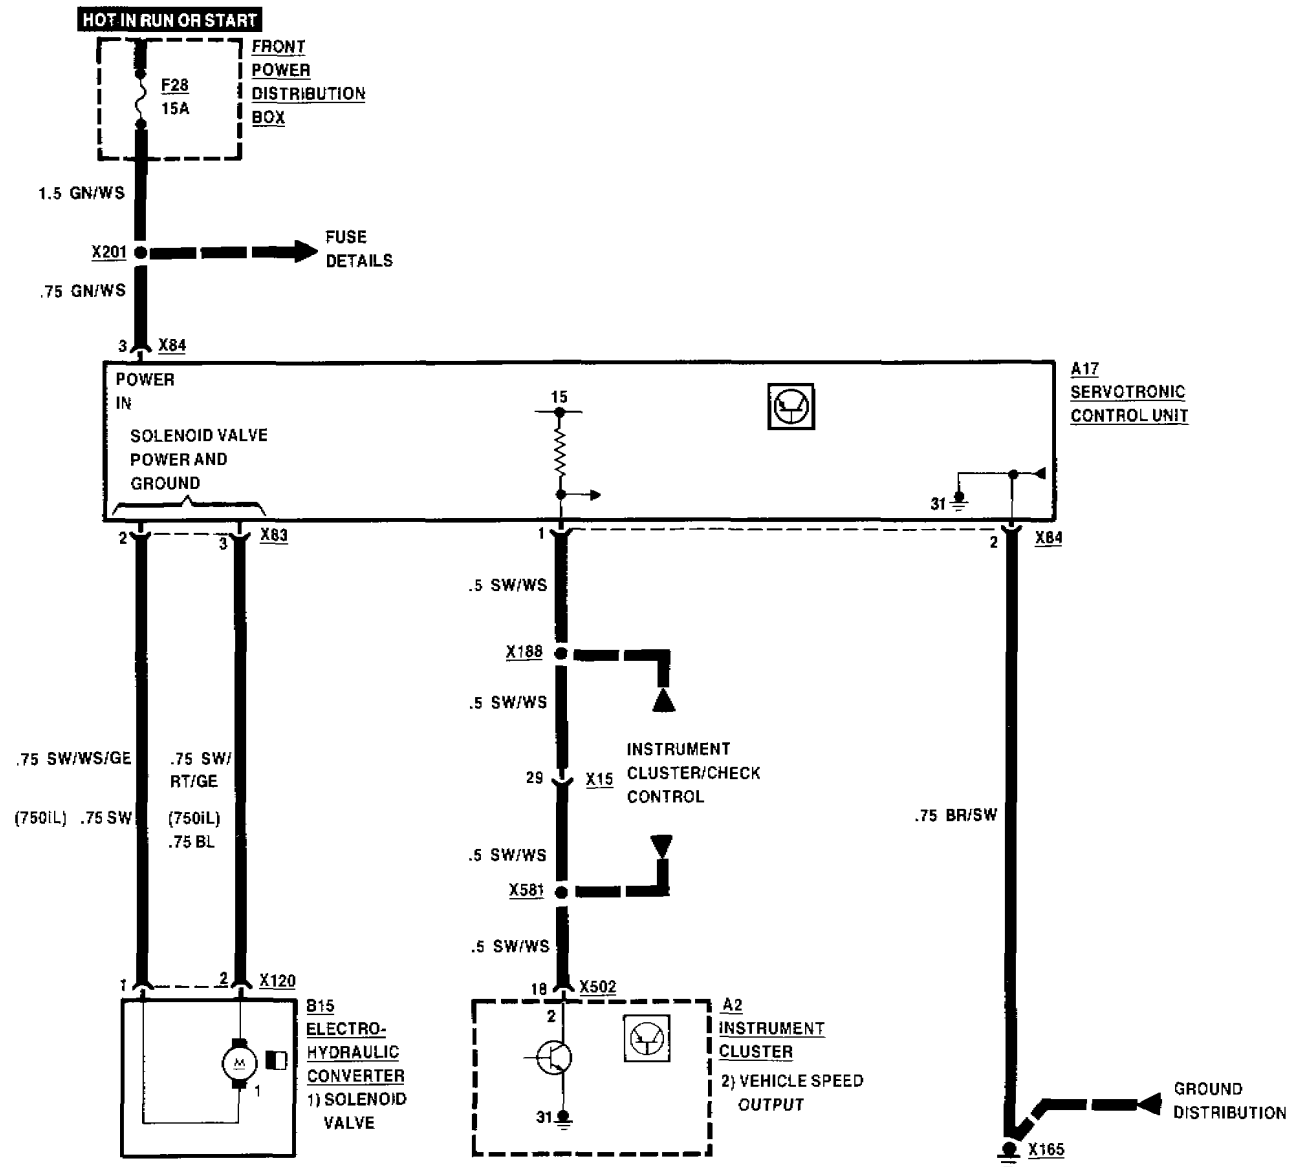 HOT IN RUN OR START
FRONT
POWER
DISTRIBUTION
BOX
F28
15A
1.5 GN/WS
X201
FUSE
DETAILS
.75 GN/WS
3
X84
POWER
IN
SOLENOID VALVE
POWER AND
GROUND
15
31
A17
SERVOTRONIC
CONTROL UNIT
2
3
X83
1
2
X84
.5 SW/WS
X188
.5 SW/WS
.75 SW/WS/GE
.75 SW/
RT/GE
(750iL) .75 SW
(750iL)
.75 BL
INSTRUMENT
CLUSTER/CHECK
CONTROL
29
X15
.75 BR/SW
.5 SW/WS
X581
.5 SW/WS
1
2
X120
18
X502
B15
ELECTRO-
HYDRAULIC
CONVERTER
1) SOLENOID
VALVE
M
1
2
31
A2
INSTRUMENT
CLUSTER
2) VEHICLE SPEED
OUTPUT
GROUND
DISTRIBUTION
X165